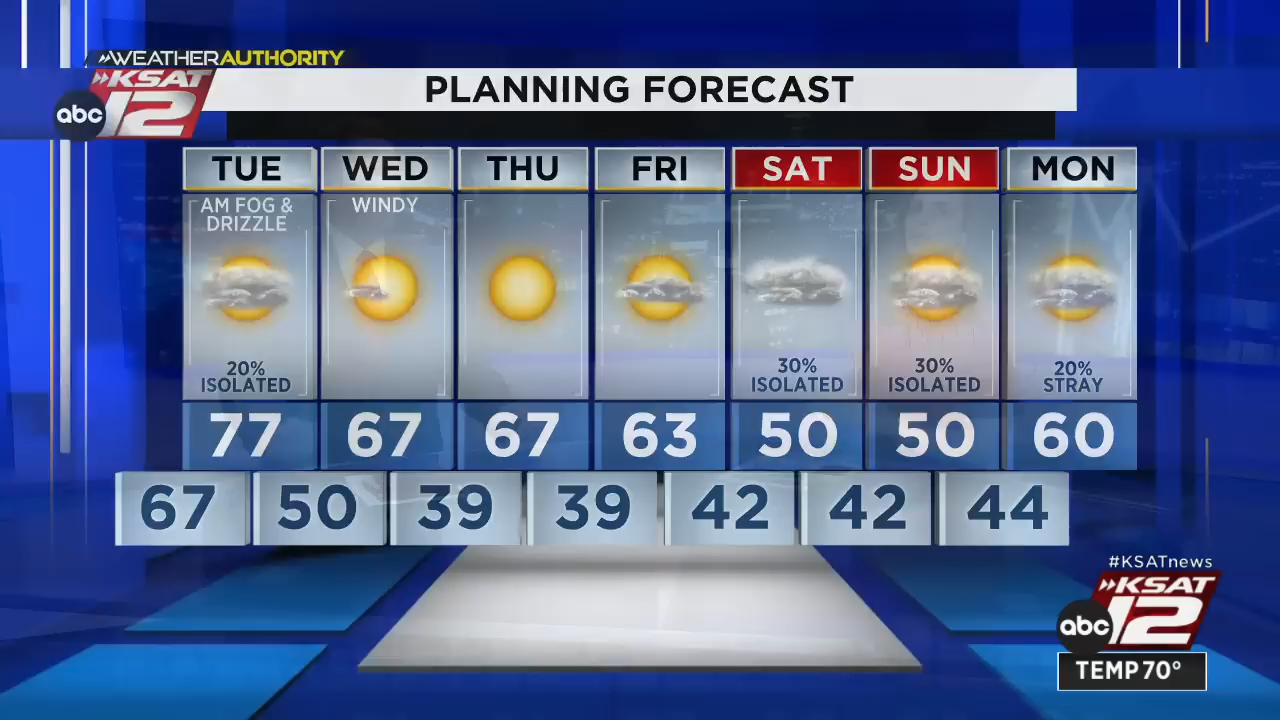 WEATHERAUTHORITY
KSAT
abc 12
PLANNING FORECAST
TUE WED THU FRI SAT SUN MON
AM FOG & DRIZZLE WINDY
20% ISOLATED 30% ISOLATED 30% ISOLATED 20% STRAY
77 67 67 63 50 50 60
67 50 39 39 42 42 44
#KSATnews
KSAT
abc 12
TEMP 70°